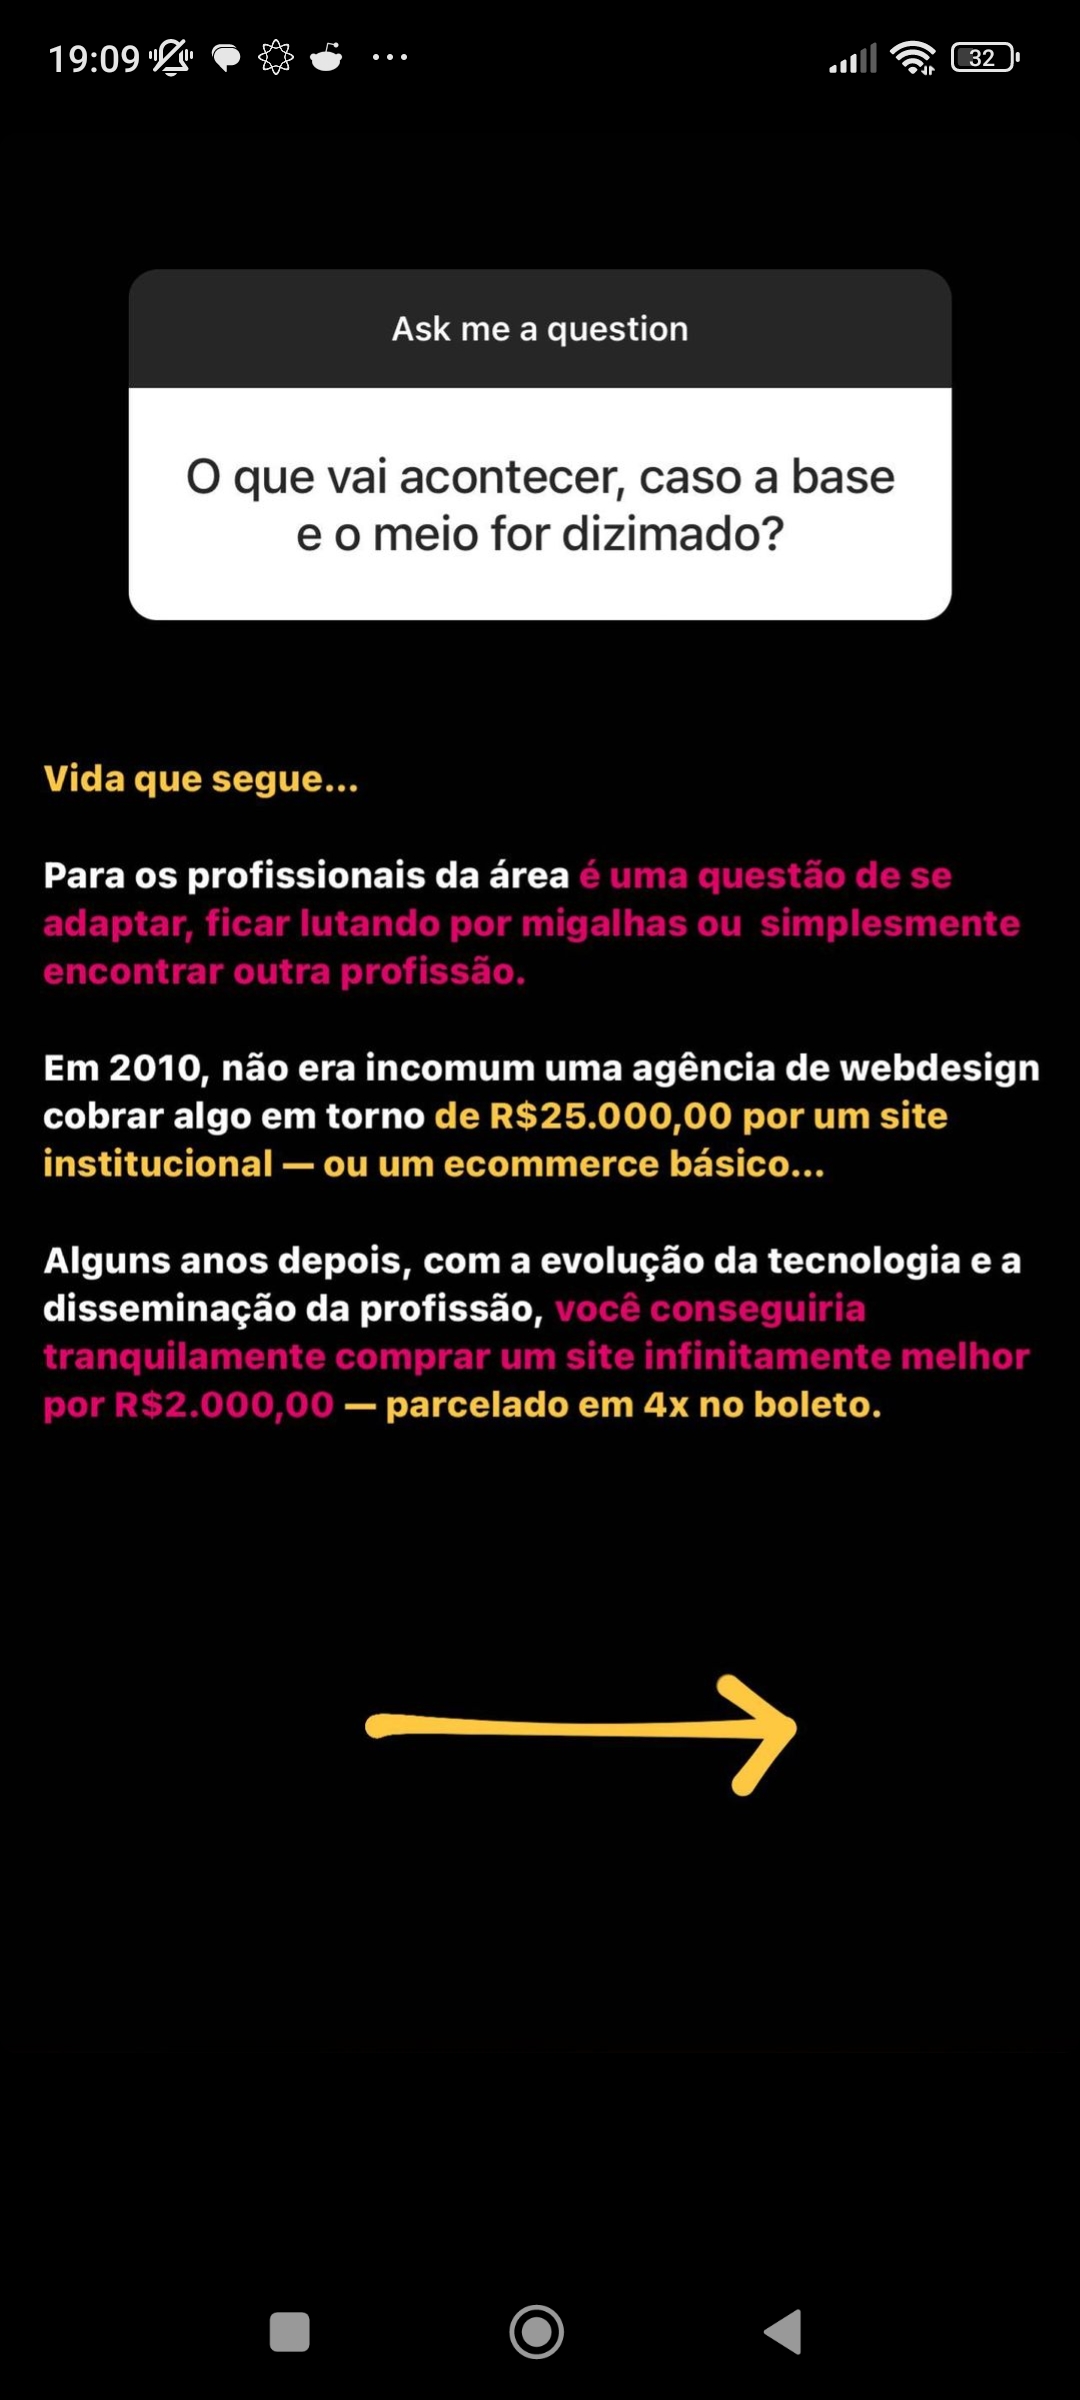 19:09
32
Ask me a question
O que vai acontecer, caso a base
e o meio for dizimado?
Vida que segue...
Para os profissionais da área é uma questão de se
adaptar, ficar lutando por migalhas ou  simplesmente
encontrar outra profissão.
Em 2010, não era incomum uma agência de webdesign
cobrar algo em torno de R$25.000,00 por um site
institucional — ou um ecommerce básico...
Alguns anos depois, com a evolução da tecnologia e a
disseminação da profissão, você conseguiria
tranquilamente comprar um site infinitamente melhor
por R$2.000,00 — parcelado em 4x no boleto.